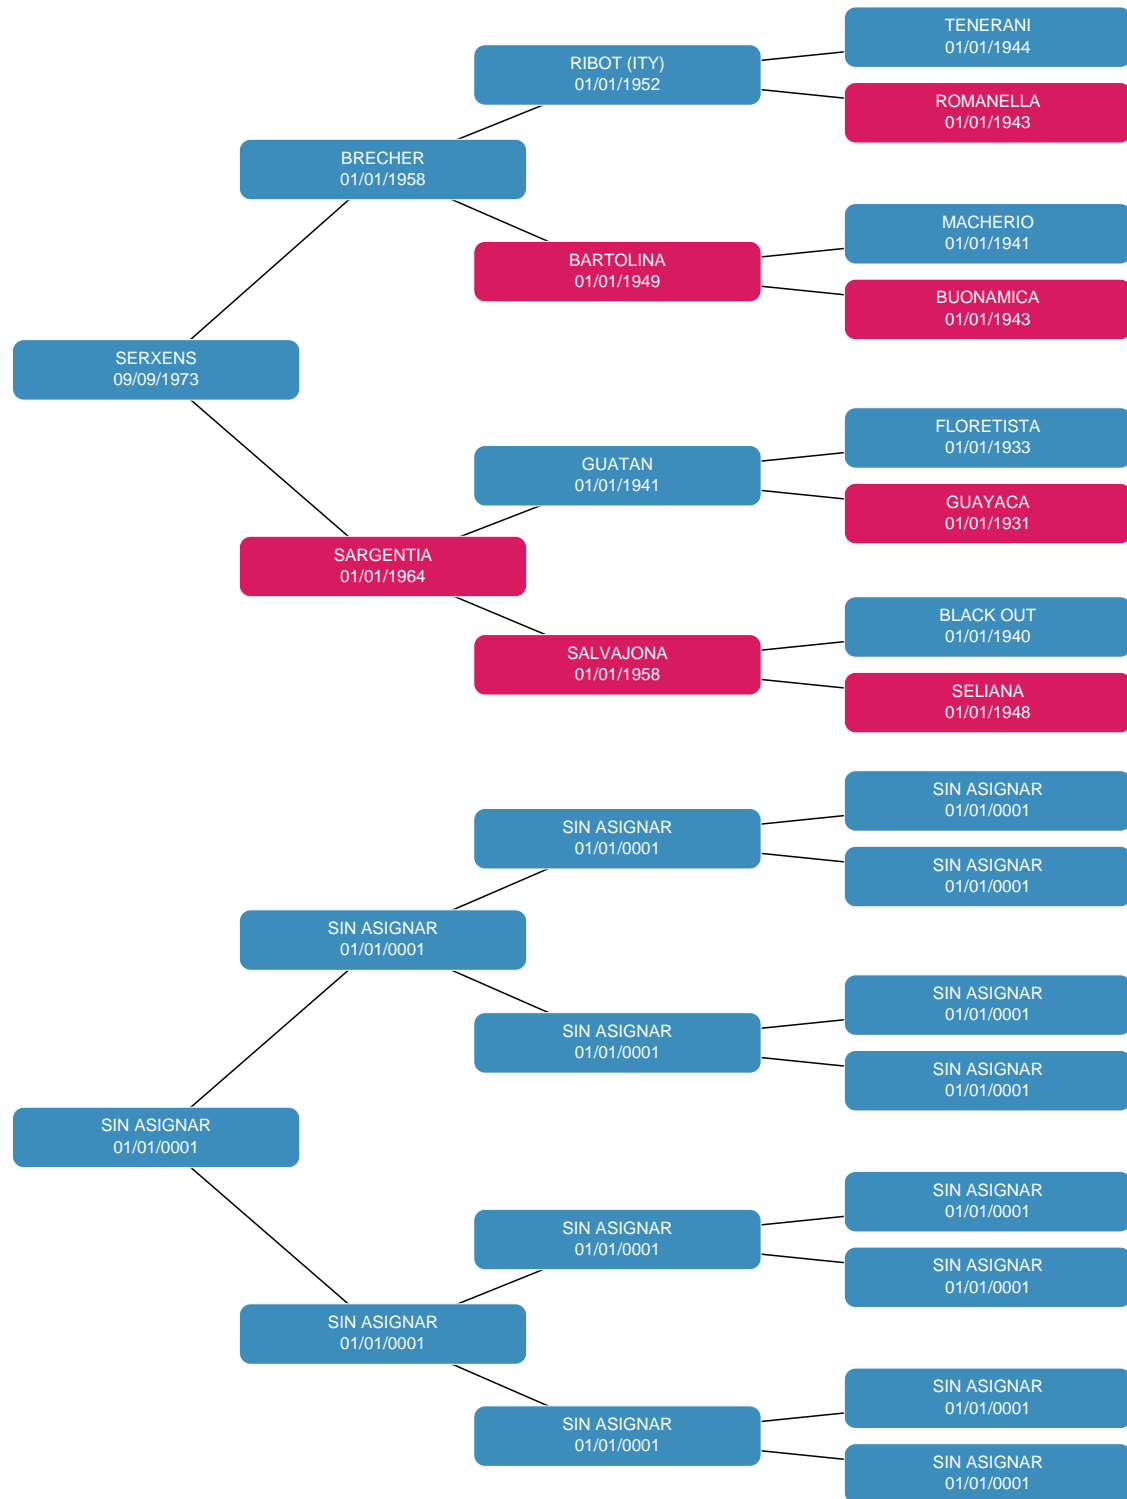 TENERANI
01/01/1944
RIBOT (ITY)
01/01/1952
ROMANELLA
01/01/1943
BRECHER
01/01/1958
MACHERIO
01/01/1941
BARTOLINA
01/01/1949
BUONAMICA
01/01/1943
SERXENS
09/09/1973
FLORETISTA
01/01/1933
GUATAN
01/01/1941
GUAYACA
01/01/1931
SARGENTIA
01/01/1964
BLACK OUT
01/01/1940
SALVAJONA
01/01/1958
SELIANA
01/01/1948
SIN ASIGNAR
01/01/0001
SIN ASIGNAR
01/01/0001
SIN ASIGNAR
01/01/0001
SIN ASIGNAR
01/01/0001
SIN ASIGNAR
01/01/0001
SIN ASIGNAR
01/01/0001
SIN ASIGNAR
01/01/0001
SIN ASIGNAR
01/01/0001
SIN ASIGNAR
01/01/0001
SIN ASIGNAR
01/01/0001
SIN ASIGNAR
01/01/0001
SIN ASIGNAR
01/01/0001
SIN ASIGNAR
01/01/0001
SIN ASIGNAR
01/01/0001
SIN ASIGNAR
01/01/0001